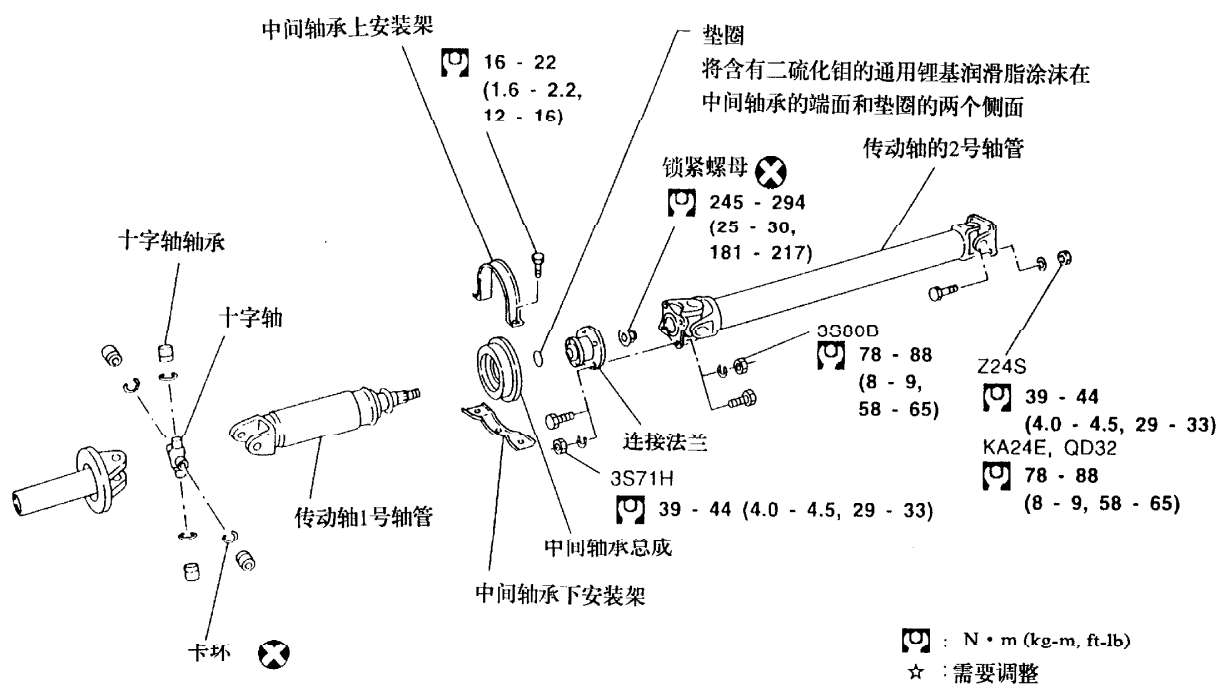 中间轴承上安装架
16 - 22
(1.6 - 2.2,
12 - 16)
垫圈
将含有二硫化钼的通用锂基润滑脂涂沫在
中间轴承的端面和垫圈的两个侧面
传动轴的2号轴管
锁紧螺母
245 - 294
(25 - 30,
181 - 217)
十字轴轴承
十字轴
3S80B
78 - 88
(8 - 9,
58 - 65)
Z24S
39 - 44
(4.0 - 4.5, 29 - 33)
KA24E, QD32
78 - 88
(8 - 9, 58 - 65)
连接法兰
3S71H
39 - 44 (4.0 - 4.5, 29 - 33)
传动轴1号轴管
中间轴承总成
中间轴承下安装架
卡环
: N・m (kg-m, ft-lb)
☆ :需要调整